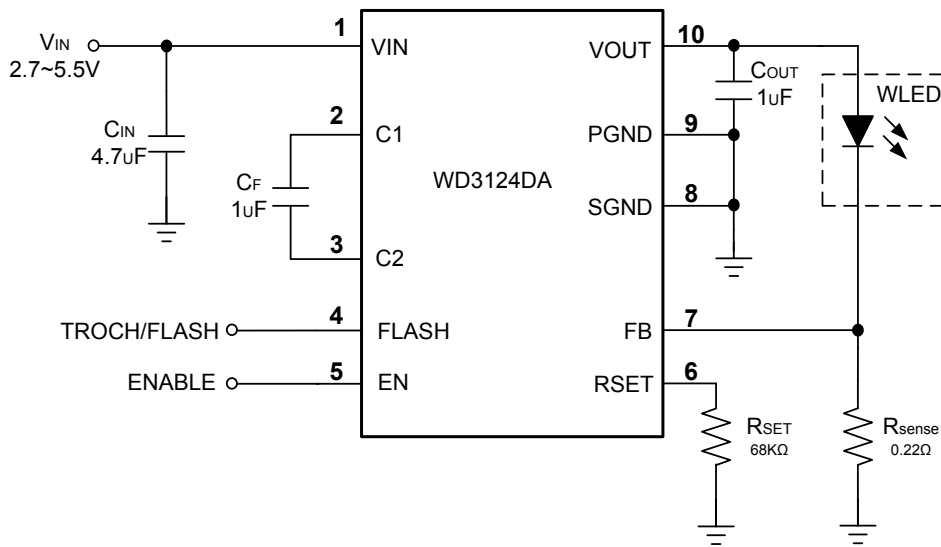 VIN
2.7~5.5V
CIN
4.7uF
1
VIN
2
C1
CF
1uF
3
C2
TROCH/FLASH
4
FLASH
ENABLE
5
EN
WD3124DA
10
VOUT
COUT
1uF
WLED
9
PGND
8
SGND
7
FB
6
RSET
RSET
68KΩ
Rsense
0.22Ω